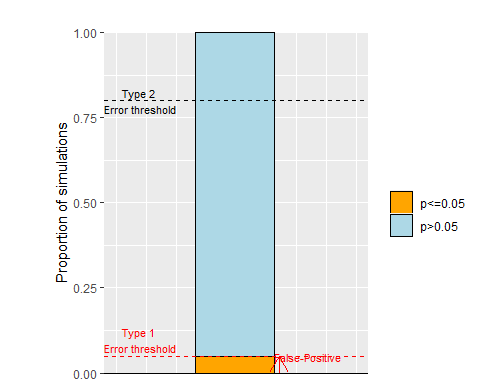 Proportion of simulations
1.00
0.75
0.50
0.25
0.00
Type 2
Error threshold
Type 1
Error threshold
False-Positive
p<=0.05
p>0.05